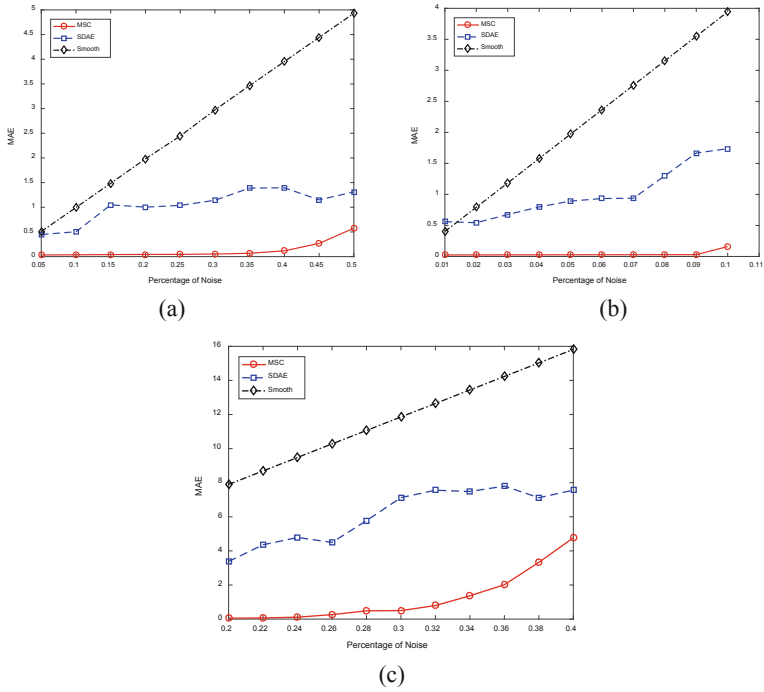 5
4.5
4
3.5
3
2.5
2
1.5
1
0.5
0
MAE
MSC
SDAE
Smooth
0.05 0.1 0.15 0.2 0.25 0.3 0.35 0.4 0.45 0.5
Percentage of Noise
(a)
4
3.5
3
2.5
2
1.5
1
0.5
0
MAE
MSC
SDAE
Smooth
0.01 0.02 0.03 0.04 0.05 0.06 0.07 0.08 0.09 0.1 0.11
Percentage of Noise
(b)
16
14
12
10
8
6
4
2
0
MAE
MSC
SDAE
Smooth
0.2 0.22 0.24 0.26 0.28 0.3 0.32 0.34 0.36 0.38 0.4
Percentage of Noise
(c)